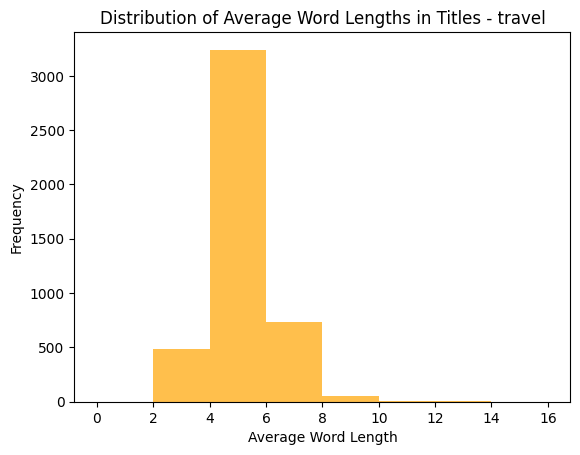 Distribution of Average Word Lengths in Titles - travel
3000
2500
2000
1500
1000
500
0
Frequency
0 2 4 6 8 10 12 14 16
Average Word Length